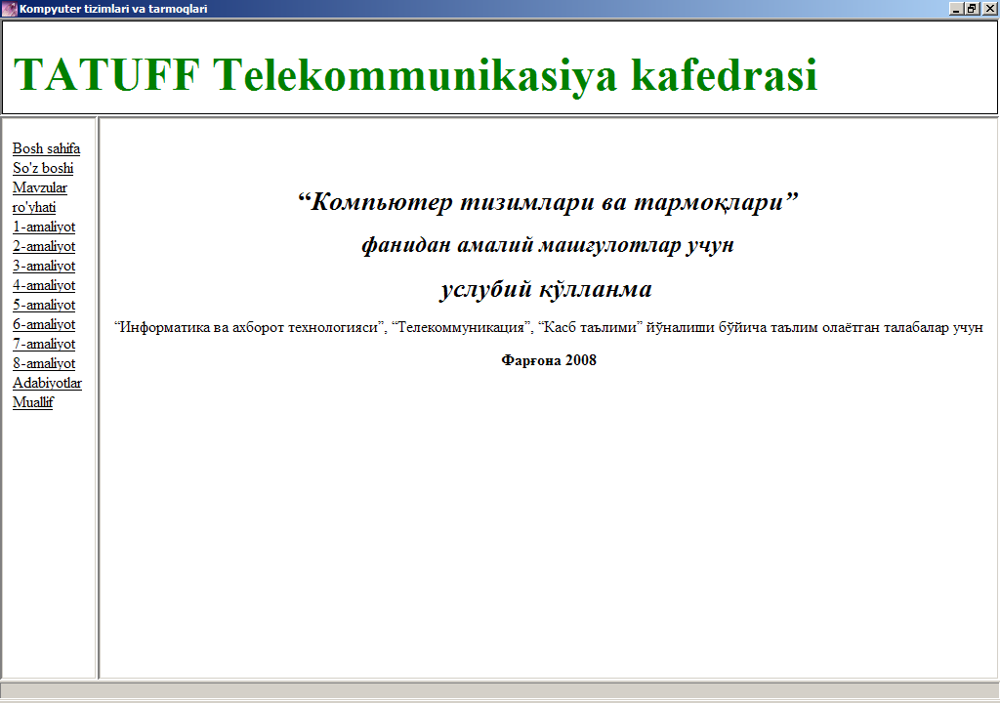 Kompyuter tizimlari va tarmoqlari
TATUFF Telekommunikasiya kafedrasi
Bosh sahifa
So'z boshi
Mavzular
ro'yhati
1-amaliyot
2-amaliyot
3-amaliyot
4-amaliyot
5-amaliyot
6-amaliyot
7-amaliyot
8-amaliyot
Adabiyotlar
Muallif
“Компьютер тизимлари ва тармоқлари”
фанидан амалий машгулотлар учун
услубий кўлланма
“Информатика ва ахборот технологияси”, “Телекоммуникация”, “Касб таълими” йўналиши бўйича таълим олаётган талабалар учун
Фарғона 2008